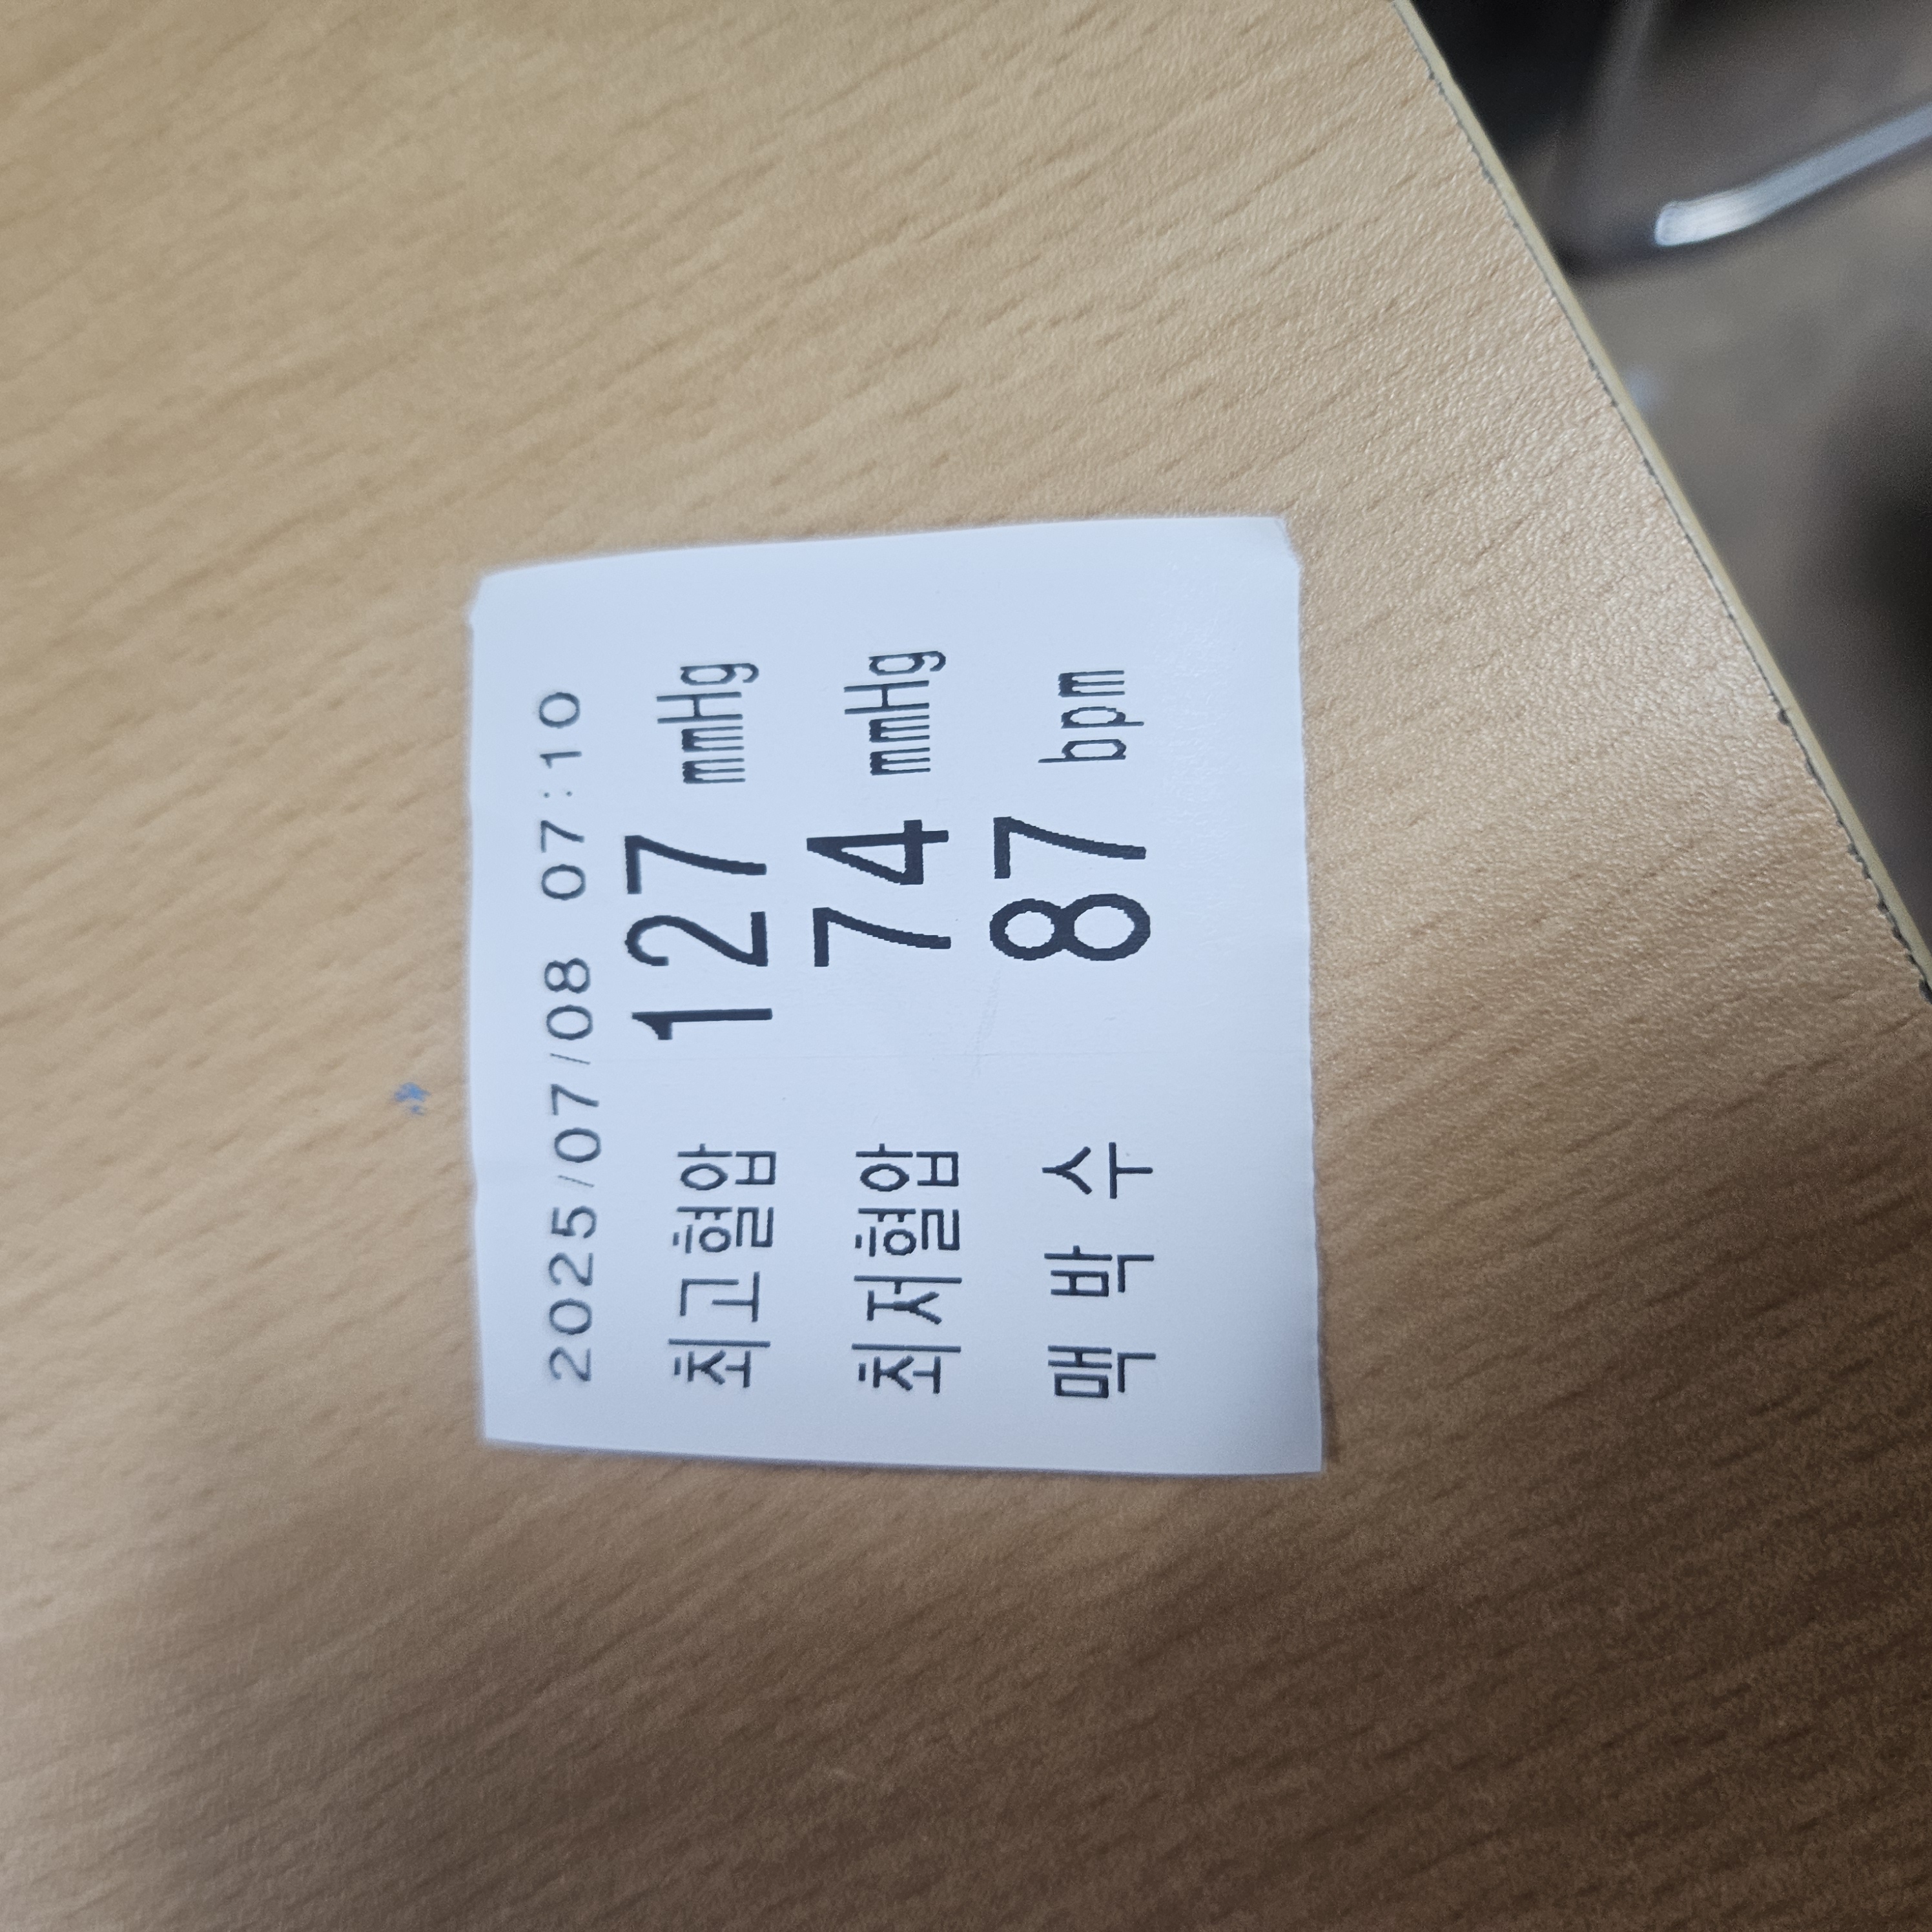 2025/07/08 07:10
최고혈압 127 mmHg
최저혈압 74 mmHg
맥 박 수 87 bpm